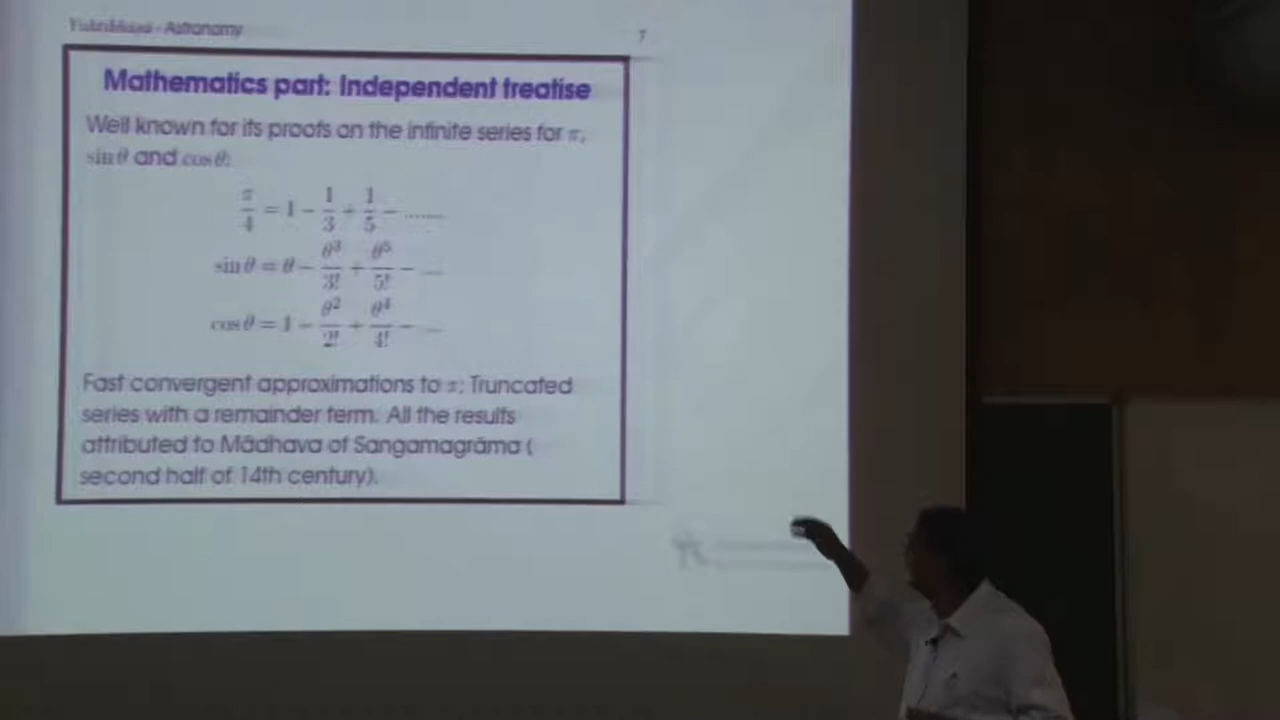 Yuktibhāṣā - Astronomy
7
Mathematics part: Independent treatise
Well known for its proofs on the infinite series for π,
sin θ and cos θ:
π/4 = 1 − 1/3 + 1/5 − .......
sin θ = θ − θ³/3! + θ⁵/5! − ....
cos θ = 1 − θ²/2! + θ⁴/4! − ....
Fast convergent approximations to π; Truncated
series with a remainder term. All the results
attributed to Mādhava of Sangamagrāma (
second half of 14th century).